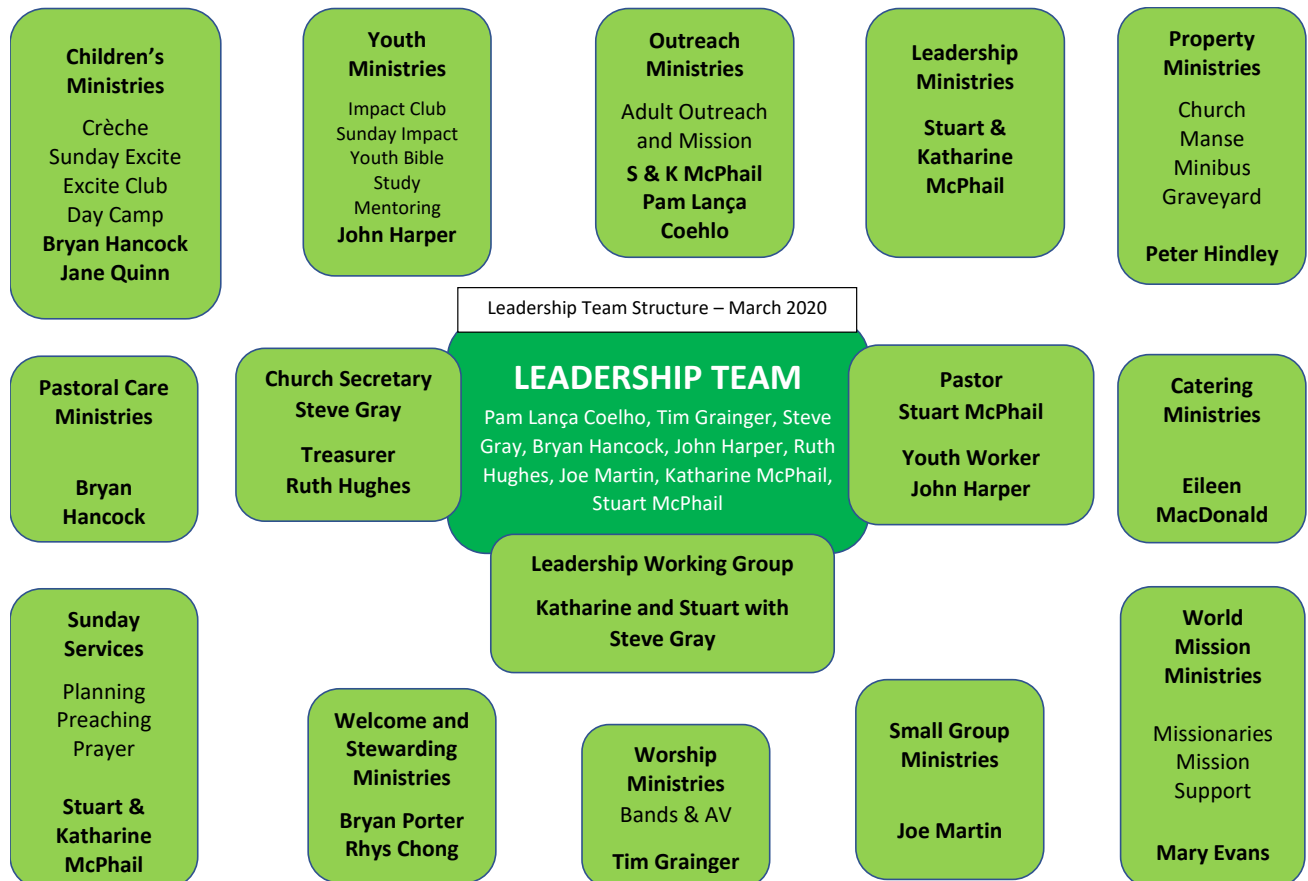 Children's
Ministries
Crèche
Sunday Excite
Excite Club
Day Camp
Bryan Hancock
Jane Quinn
Youth
Ministries
Impact Club
Sunday Impact
Youth Bible
Study
Mentoring
John Harper
Outreach
Ministries
Adult Outreach
and Mission
S & K McPhail
Pam Lança
Coehlo
Leadership
Ministries
Stuart &
Katharine
McPhail
Property
Ministries
Church
Manse
Minibus
Graveyard
Peter Hindley
Leadership Team Structure – March 2020
Pastoral Care
Ministries
Bryan
Hancock
Church Secretary
Steve Gray
Treasurer
Ruth Hughes
LEADERSHIP TEAM
Pam Lança Coelho, Tim Grainger, Steve
Gray, Bryan Hancock, John Harper, Ruth
Hughes, Joe Martin, Katharine McPhail,
Stuart McPhail
Pastor
Stuart McPhail
Youth Worker
John Harper
Catering
Ministries
Eileen
MacDonald
Leadership Working Group
Katharine and Stuart with
Steve Gray
Sunday
Services
Planning
Preaching
Prayer
Stuart &
Katharine
McPhail
Welcome and
Stewarding
Ministries
Bryan Porter
Rhys Chong
Worship
Ministries
Bands & AV
Tim Grainger
Small Group
Ministries
Joe Martin
World
Mission
Ministries
Missionaries
Mission
Support
Mary Evans